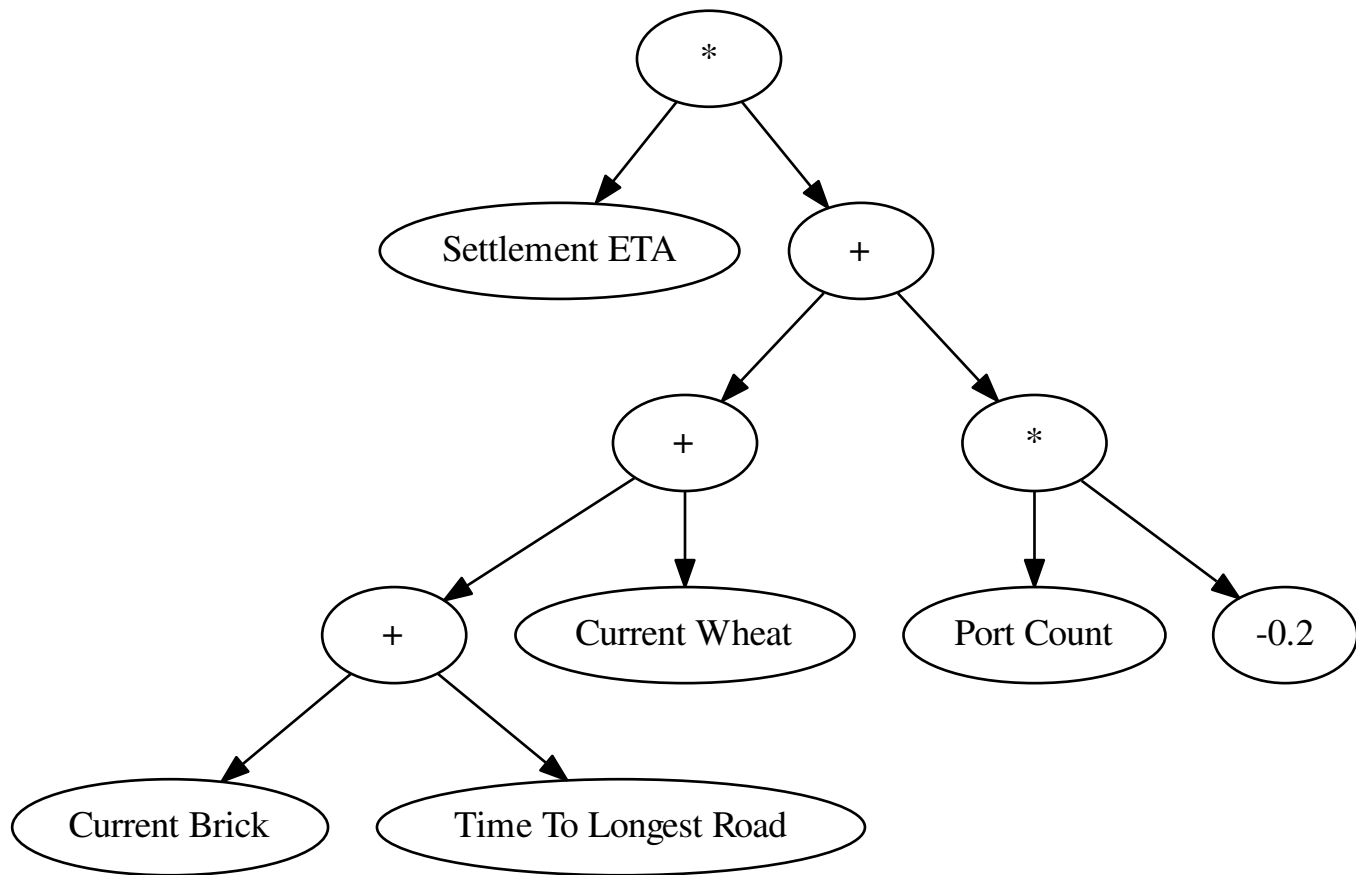 *
Settlement ETA
+
+
*
+
Current Wheat
Port Count
-0.2
Current Brick
Time To Longest Road